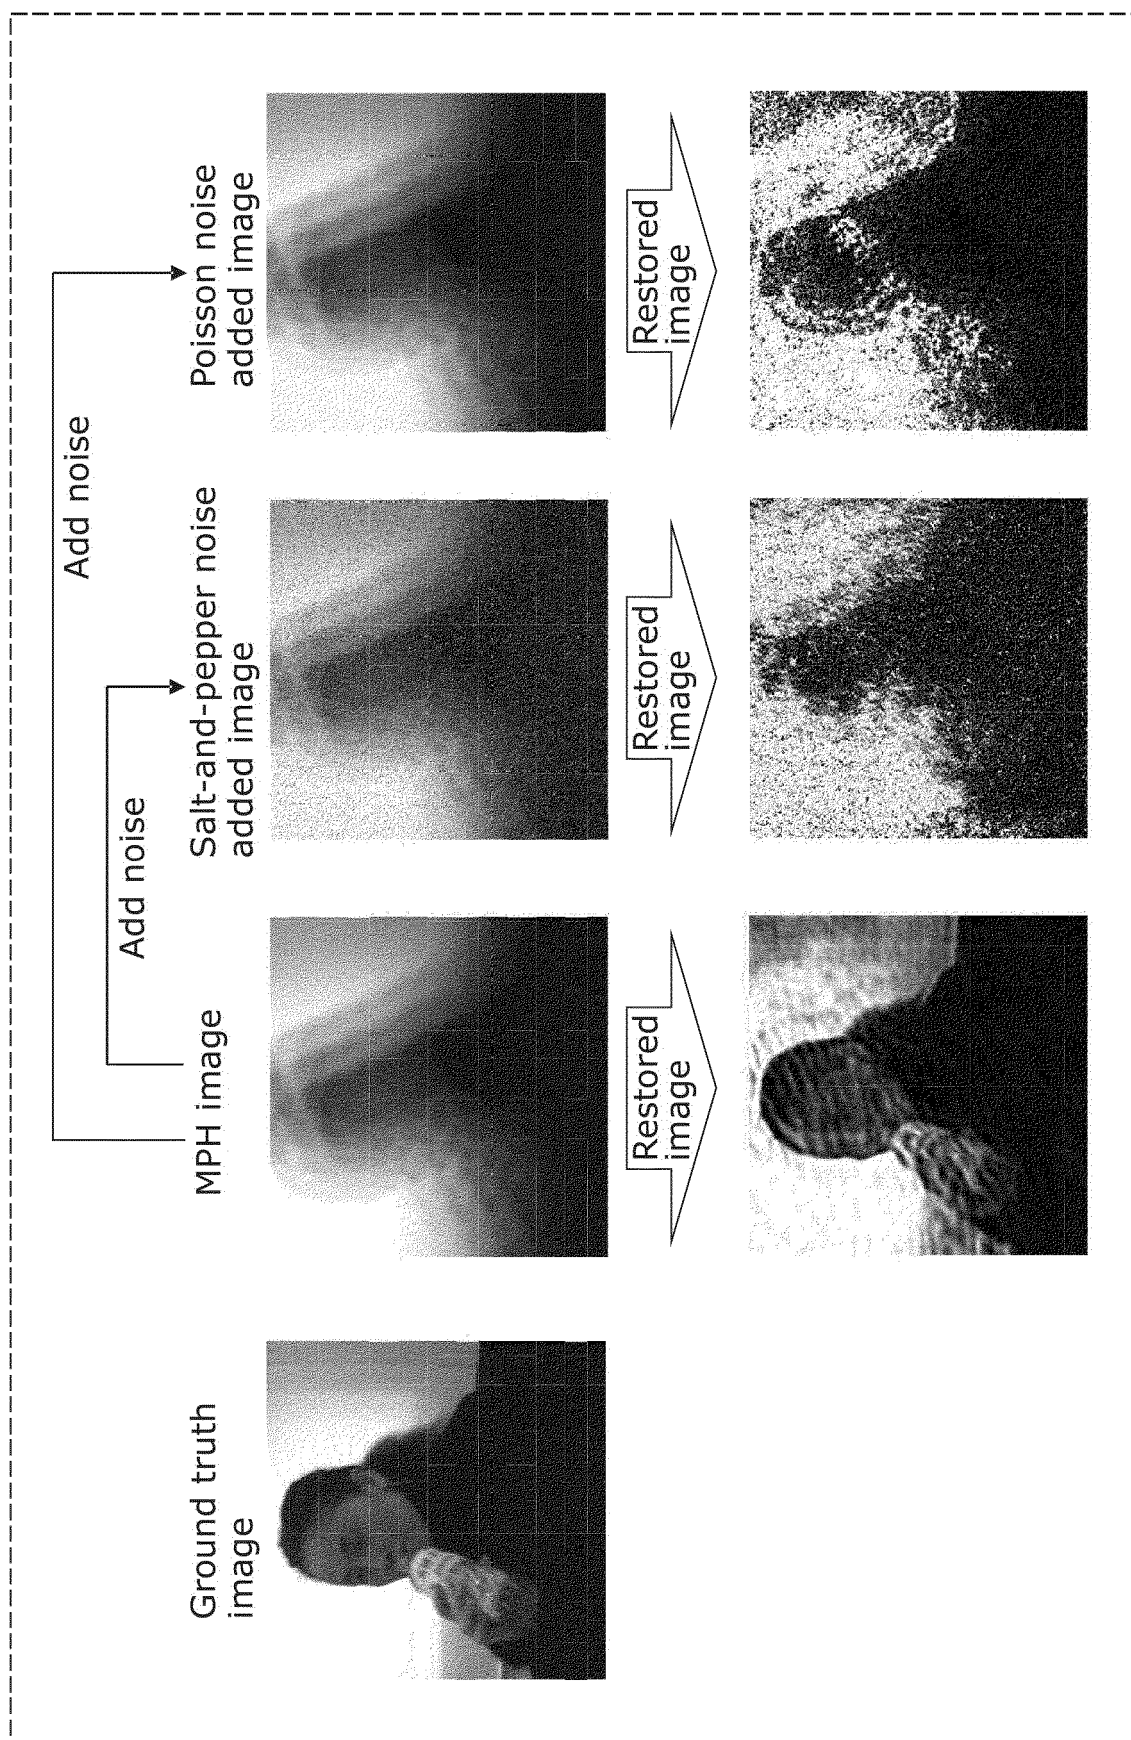 Add noise
Add noise
Ground truth
image
MPH image
Salt-and-pepper noise
added image
Poisson noise
added image
Restored
image
Restored
image
Restored
image